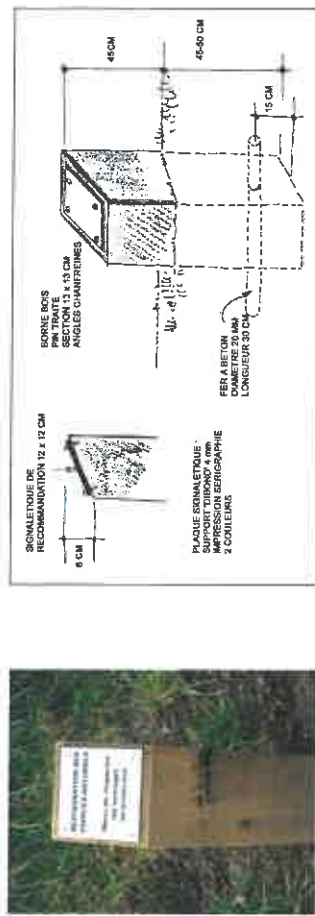 SIGNALETIQUE DE
RECOMMANDATION 12 x 12 CM
6 CM
PLAQUE SIGNALETIQUE -
SUPPORT "DIBOND" 4 mm
IMPRESSION SERIGRAPHIE
2 COULEURS
BORNE BOIS
PIN TRAITE
SECTION 13 x 13 CM
ANGLES CHANFREINES
FER A BETON
DIAMETRE 20 MM
LONGUEUR 30 CM
45CM
45-50 CM
15 CM